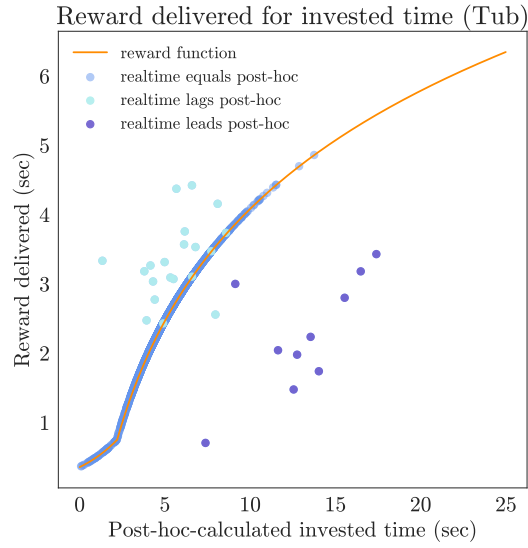 Reward delivered for invested time (Tub)
reward function
realtime equals post-hoc
realtime lags post-hoc
realtime leads post-hoc
Reward delivered (sec)
6
5
4
3
2
1
0 5 10 15 20 25
Post-hoc-calculated invested time (sec)